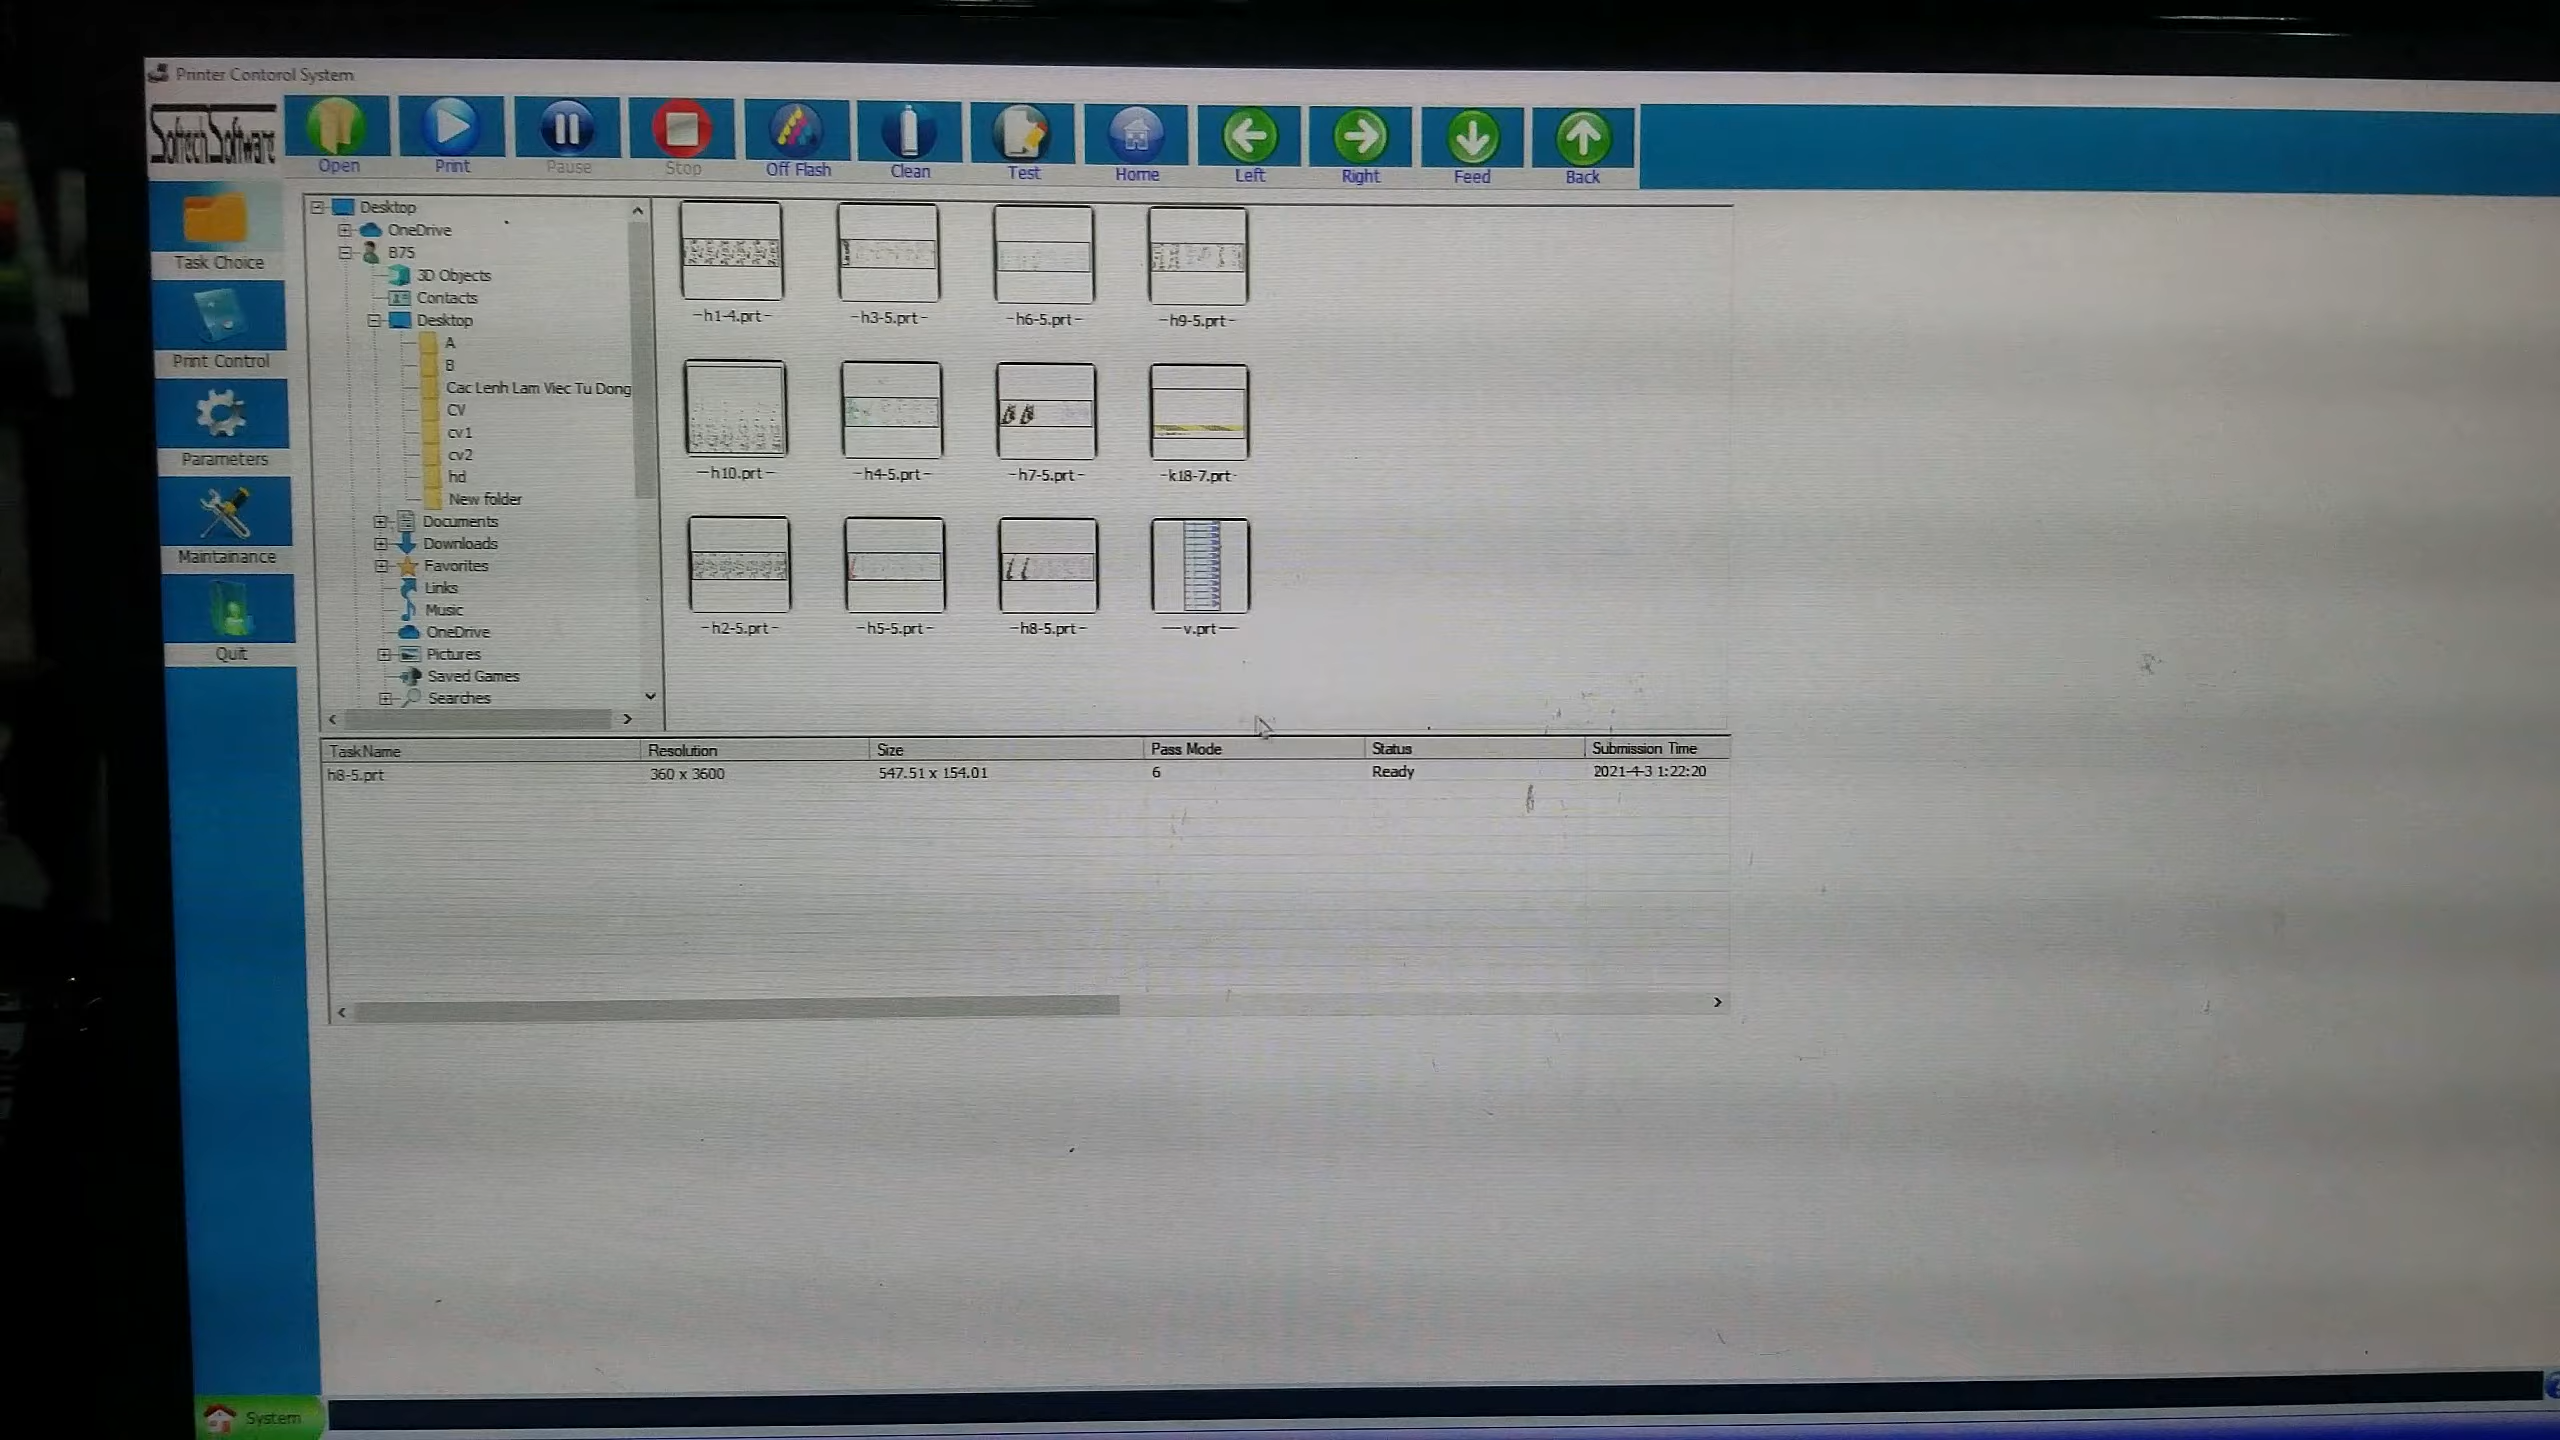 Printer Contorol System
SoftechSoftware
Open Print Pause Stop Off Flash Clean Test Home Left Right Feed Back
Task Choice
Print Control
Parameters
Maintainance
Quit
Desktop
OneDrive
B75
3D Objects
Contacts
Desktop
A
B
Cac Lenh Lam Viec Tu Dong
CV
cv1
cv2
hd
New folder
Documents
Downloads
Favorites
Links
Music
OneDrive
Pictures
Saved Games
Searches
h1-4.prt h3-5.prt h6-5.prt h9-5.prt
h10.prt h4-5.prt h7-5.prt k18-7.prt
h2-5.prt h5-5.prt h8-5.prt v.prt
TaskName Resolution Size Pass Mode Status Submission Time
h8-5.prt 360 x 3600 547.51 x 154.01 6 Ready 2021-4-3 1:22:20
System